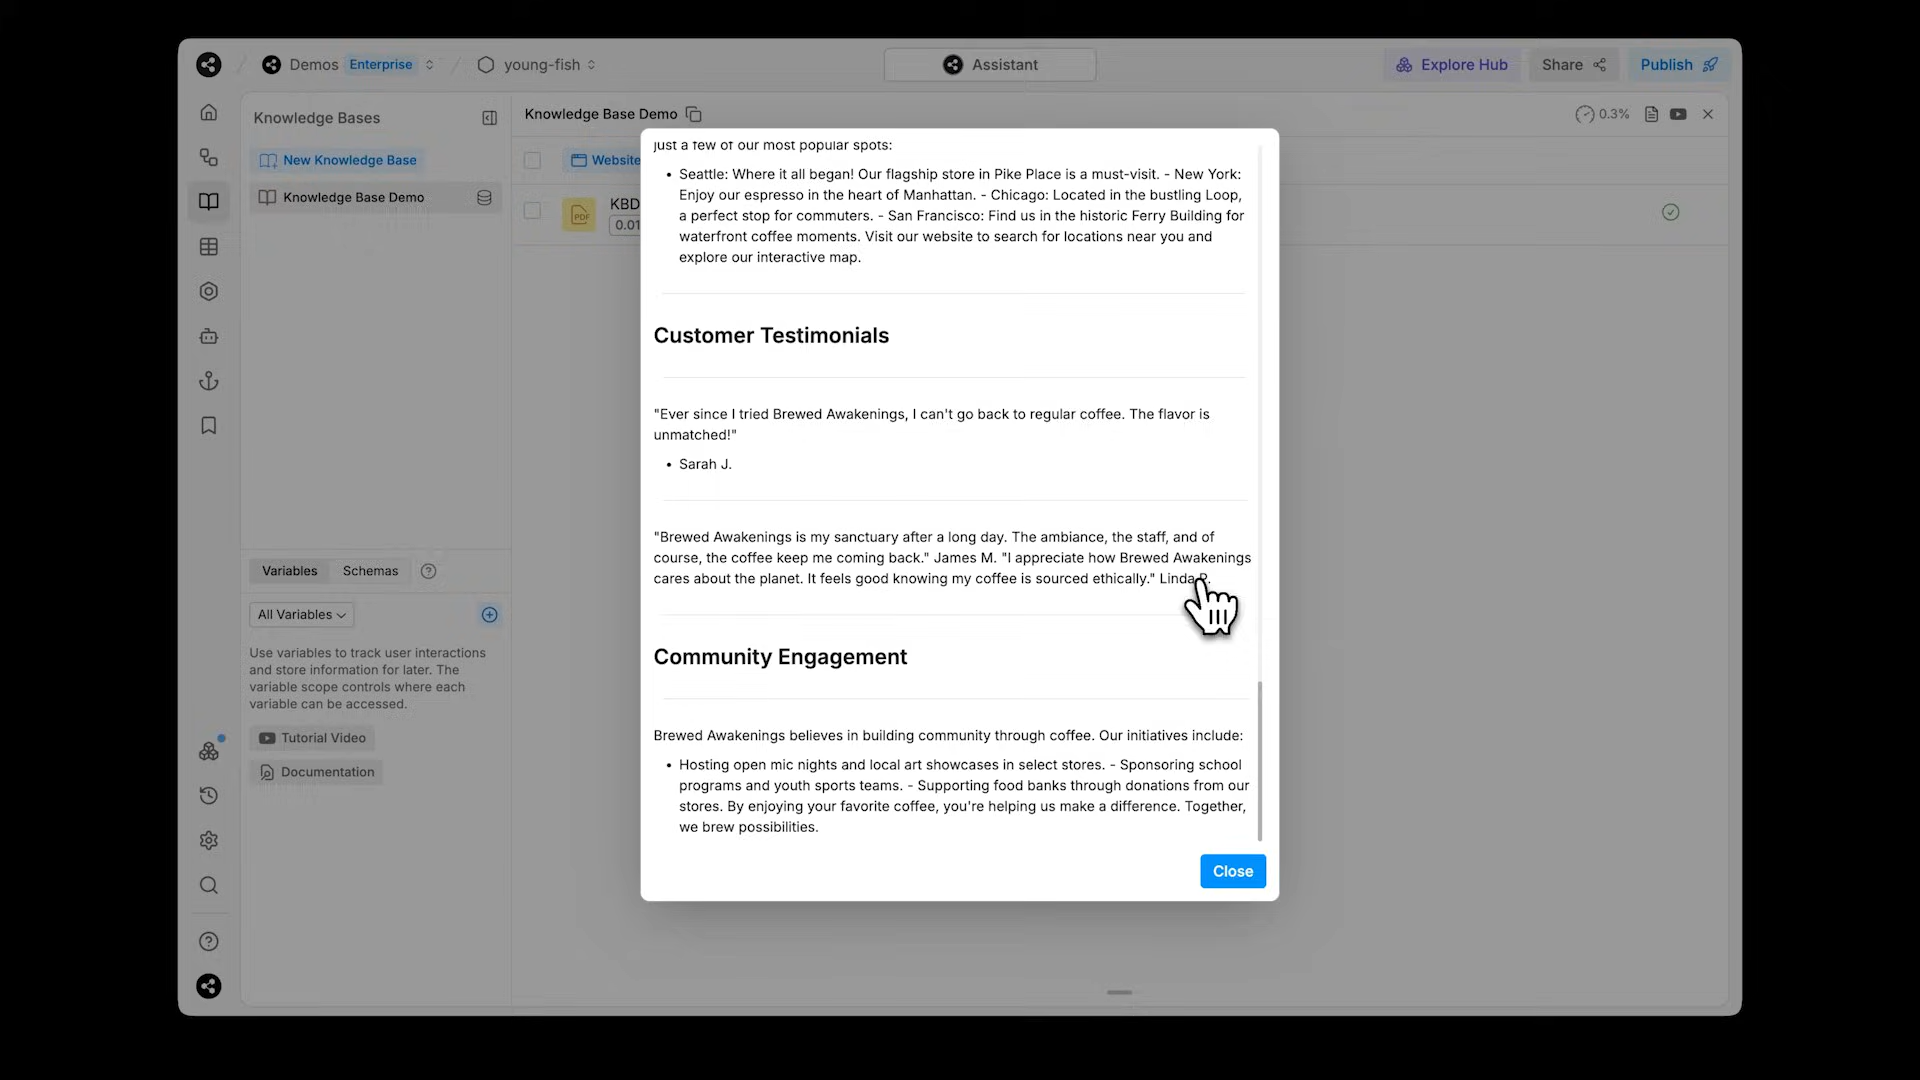 Demos Enterprise
young-fish
Assistant
Explore Hub
Share
Publish
Knowledge Bases
New Knowledge Base
Knowledge Base Demo
Knowledge Base Demo
0.3%
Website
PDF
KBD
0.01
just a few of our most popular spots:
• Seattle: Where it all began! Our flagship store in Pike Place is a must-visit. - New York:
Enjoy our espresso in the heart of Manhattan. - Chicago: Located in the bustling Loop,
a perfect stop for commuters. - San Francisco: Find us in the historic Ferry Building for
waterfront coffee moments. Visit our website to search for locations near you and
explore our interactive map.
Customer Testimonials
"Ever since I tried Brewed Awakenings, I can't go back to regular coffee. The flavor is
unmatched!"
• Sarah J.
"Brewed Awakenings is my sanctuary after a long day. The ambiance, the staff, and of
course, the coffee keep me coming back." James M. "I appreciate how Brewed Awakenings
cares about the planet. It feels good knowing my coffee is sourced ethically." Linda P.
Community Engagement
Brewed Awakenings believes in building community through coffee. Our initiatives include:
• Hosting open mic nights and local art showcases in select stores. - Sponsoring school
programs and youth sports teams. - Supporting food banks through donations from our
stores. By enjoying your favorite coffee, you're helping us make a difference. Together,
we brew possibilities.
Close
Variables
Schemas
All Variables
Use variables to track user interactions
and store information for later. The
variable scope controls where each
variable can be accessed.
Tutorial Video
Documentation